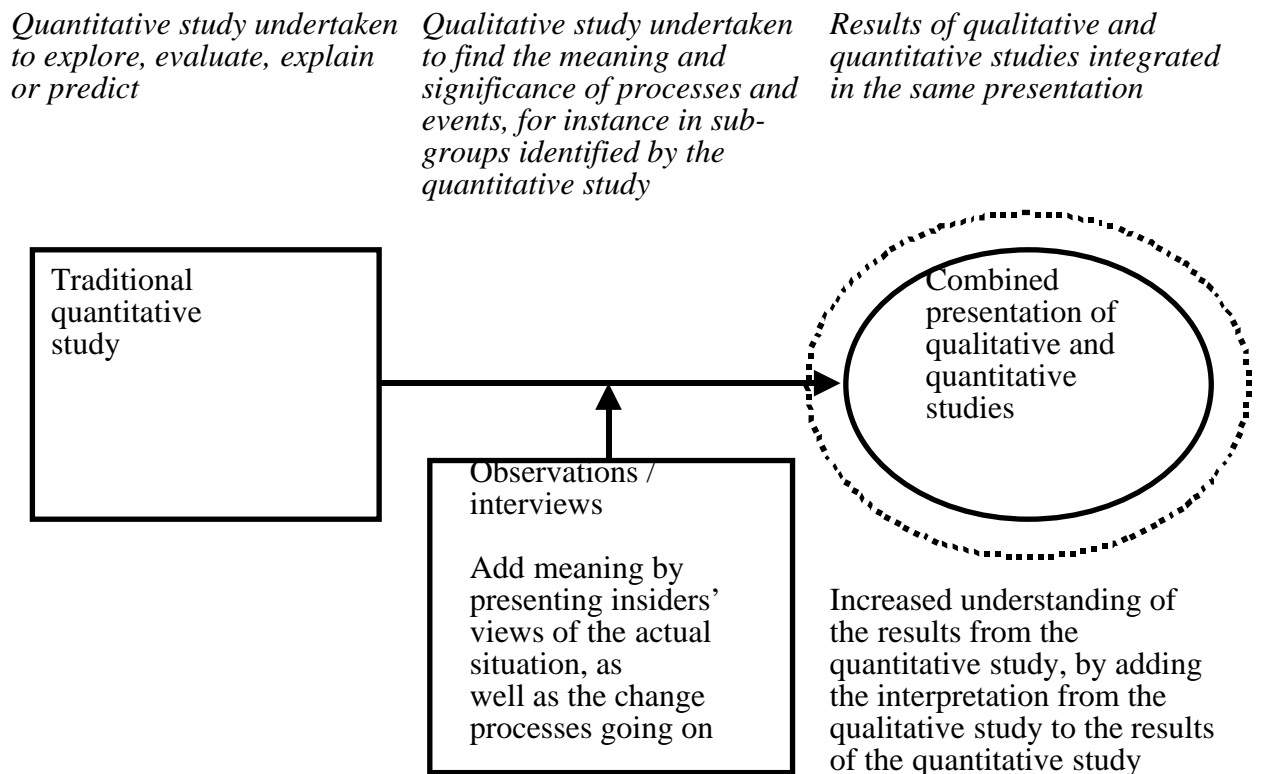 Quantitative study undertaken
to explore, evaluate, explain
or predict
Qualitative study undertaken
to find the meaning and
significance of processes and
events, for instance in sub-
groups identified by the
quantitative study
Results of qualitative and
quantitative studies integrated
in the same presentation
Traditional
quantitative
study
Observations /
interviews
Add meaning by
presenting insiders’
views of the actual
situation, as
well as the change
processes going on
Combined
presentation of
qualitative and
quantitative
studies
Increased understanding of
the results from the
quantitative study, by adding
the interpretation from the
qualitative study to the results
of the quantitative study